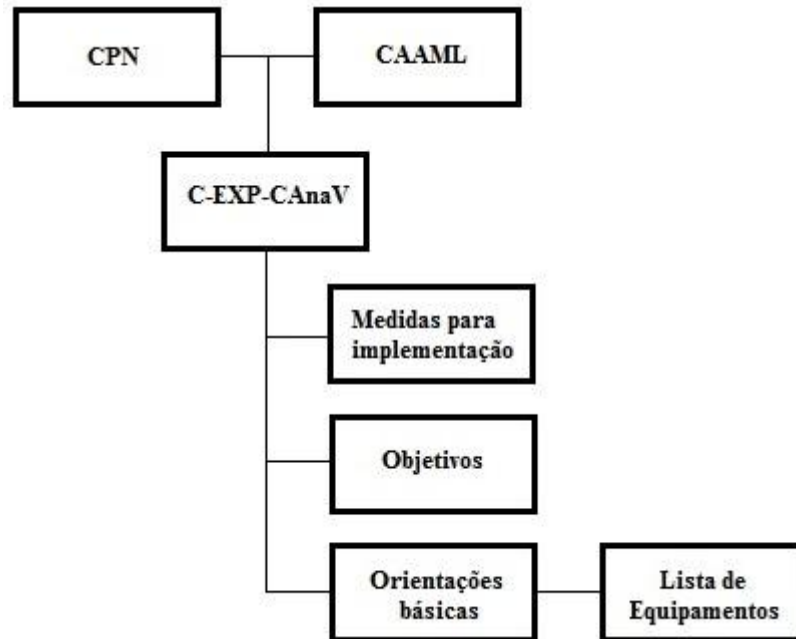 CPN
CAAML
C-EXP-CAnaV
Medidas para
implementação
Objetivos
Orientações
básicas
Lista de
Equipamentos